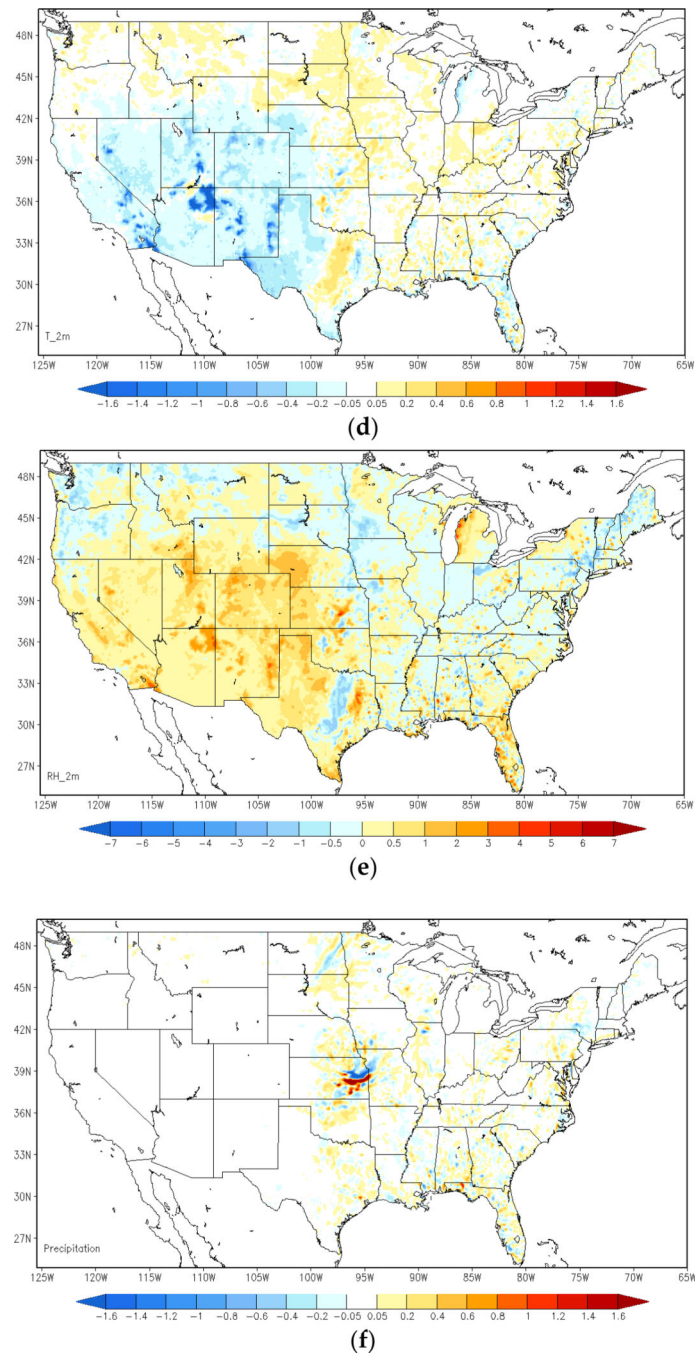 48N
45N
42N
39N
36N
33N
30N
27N
T_2m
125W 120W 115W 110W 105W 100W 95W 90W 85W 80W 75W 70W 65W
-1.6 -1.4 -1.2 -1 -0.8 -0.6 -0.4 -0.2 -0.05 0.05 0.2 0.4 0.6 0.8 1 1.2 1.4 1.6
(d)
48N
45N
42N
39N
36N
33N
30N
27N
RH_2m
125W 120W 115W 110W 105W 100W 95W 90W 85W 80W 75W 70W 65W
-7 -6 -5 -4 -3 -2 -1 -0.5 0 0.5 1 2 3 4 5 6 7
(e)
48N
45N
42N
39N
36N
33N
30N
27N
Precipitation
125W 120W 115W 110W 105W 100W 95W 90W 85W 80W 75W 70W 65W
-1.6 -1.4 -1.2 -1 -0.8 -0.6 -0.4 -0.2 -0.05 0.05 0.2 0.4 0.6 0.8 1 1.2 1.4 1.6
(f)